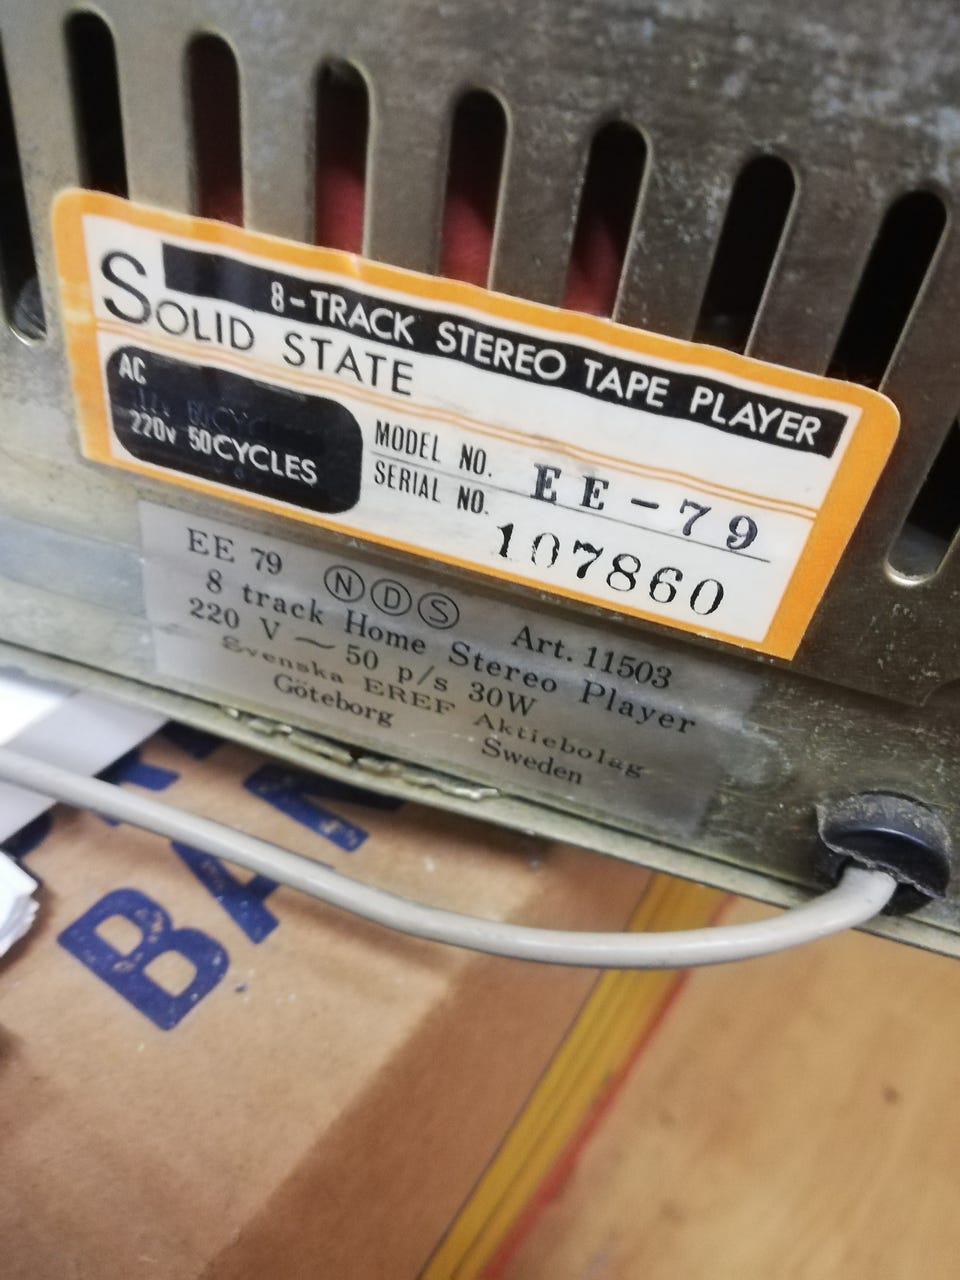 8-TRACK STEREO TAPE PLAYER
SOLID STATE
AC
220v 50CYCLES
MODEL NO. EE-79
SERIAL NO. 107860
EE 79 N D S Art. 11503
8 track Home Stereo Player
220 V ~ 50 p/s 30W
Svenska EREF Aktiebolag
Göteborg Sweden
BAN